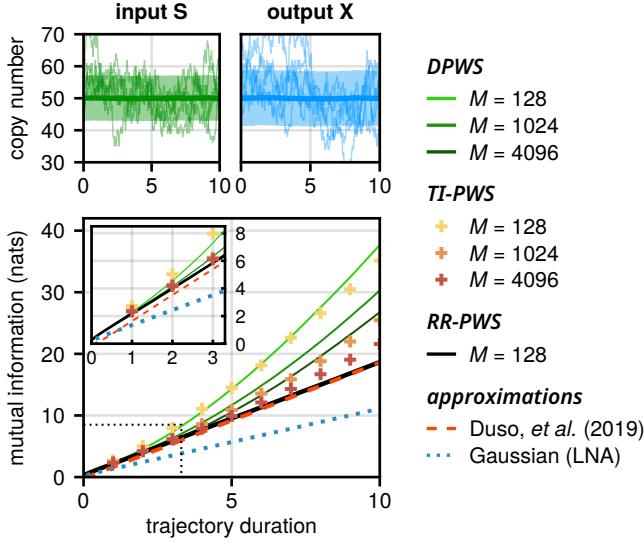 input S
output X
copy number
70
60
50
40
30
0
5
10
0
5
10
mutual information (nats)
40
30
20
10
0
8
6
4
2
0
0
1
2
3
0
5
10
trajectory duration
DPWS
M = 128
M = 1024
M = 4096
TI-PWS
M = 128
M = 1024
M = 4096
RR-PWS
M = 128
approximations
Duso, et al. (2019)
Gaussian (LNA)